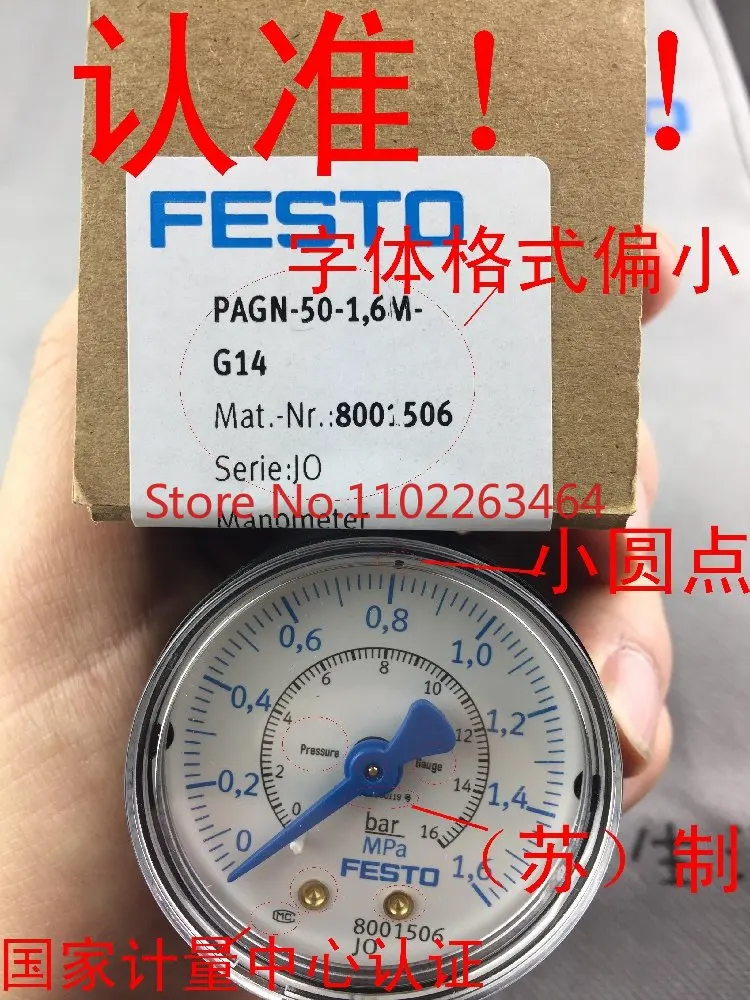 认准！！
FESTO
字体格式偏小
PAGN-50-1,6M-
G14
Mat.-Nr.:8001506
Serie:JO
Store No.1102263464
Manometer
小圆点
0 0,2 0,4 0,6 0,8 1,0 1,2 1,4 1,6
0 2 4 6 8 10 12 14 16
Pressure Gauge
bar
MPa
（苏）制
FESTO
MC
8001506
JO
国家计量中心认证